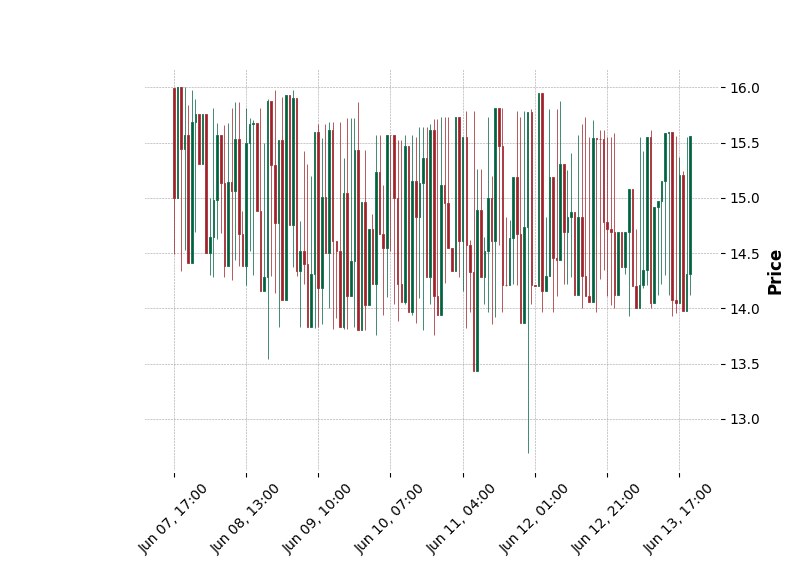 16.0
15.5
15.0
14.5
14.0
13.5
13.0
Price
Jun 07, 17:00
Jun 08, 13:00
Jun 09, 10:00
Jun 10, 07:00
Jun 11, 04:00
Jun 12, 01:00
Jun 12, 21:00
Jun 13, 17:00